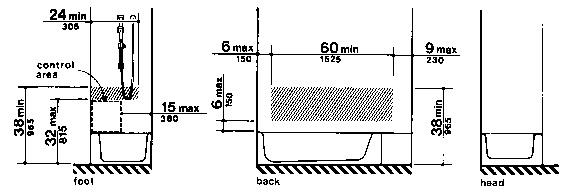 24 min
305
control
area
38 min
965
32 max
815
15 max
380
foot
6 max
150
60 min
1525
9 max
230
6 max
150
38 min
965
back
head